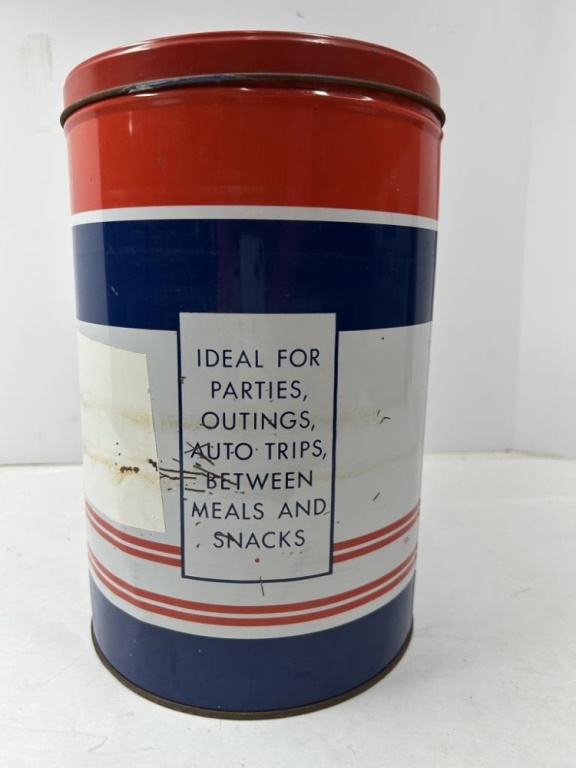 IDEAL FOR
PARTIES,
OUTINGS,
AUTO TRIPS,
BETWEEN
MEALS AND
SNACKS